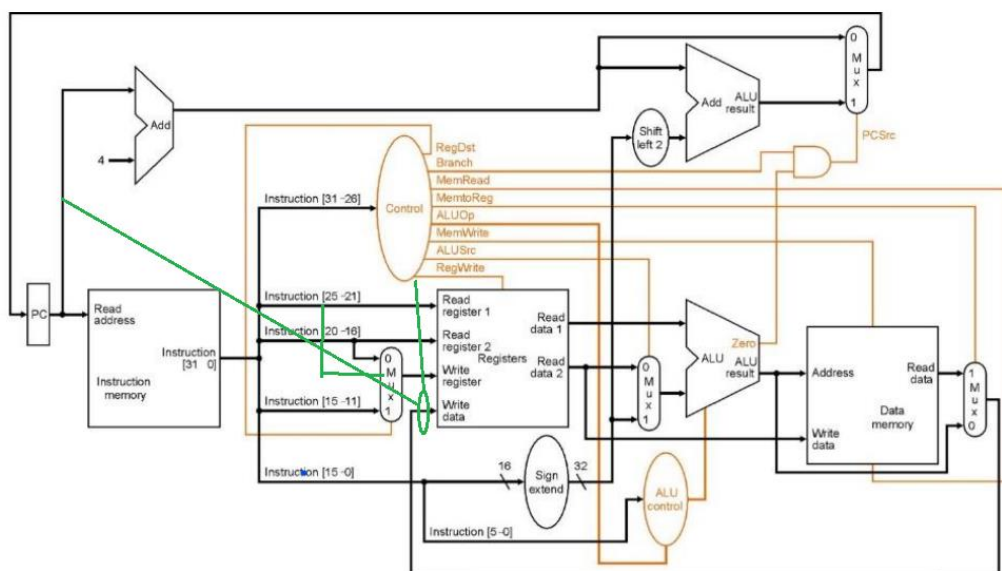 0
M
u
x
1
Add
ALU
result
Add
4
Shift
left 2
PCSrc
RegDst
Branch
MemRead
MemtoReg
ALUOp
MemWrite
ALUSrc
RegWrite
Control
Instruction [31-26]
Instruction [25-21]
Instruction [20-16]
Instruction [15-11]
Instruction [15-0]
Instruction [5-0]
PC
Read
address
Instruction
[31 0]
Instruction
memory
0
M
u
x
1
Read
register 1
Read
register 2
Write
register
Write
data
Registers
Read
data 1
Read
data 2
16
Sign
extend
32
0
M
u
x
1
Zero
ALU
ALU
result
ALU
control
Address
Write
data
Read
data
Data
memory
1
M
u
x
0